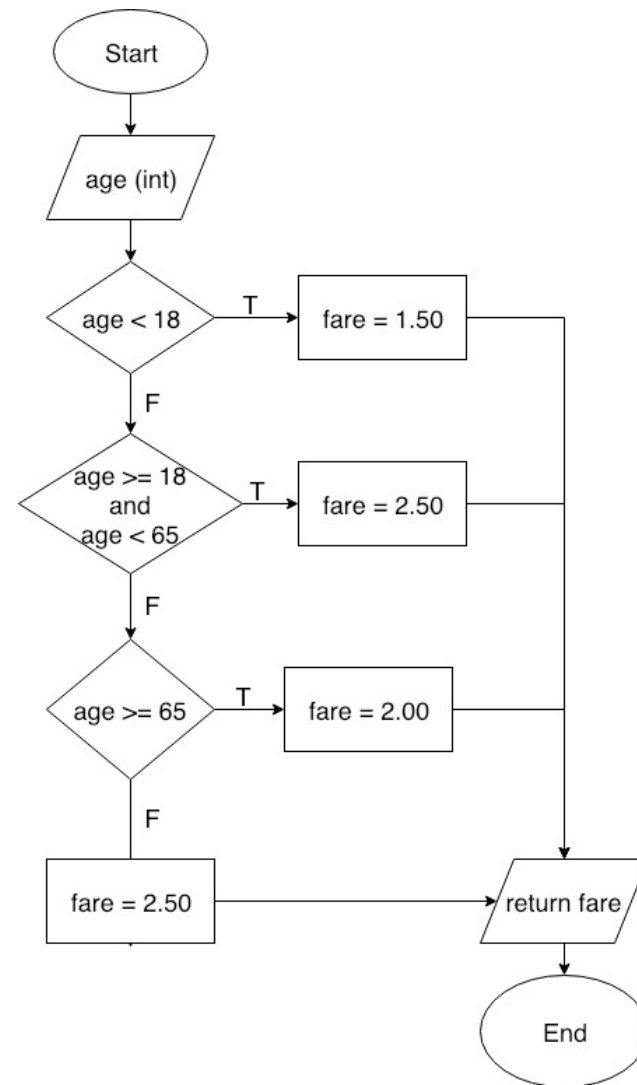 Start
age (int)
age < 18
T
fare = 1.50
F
age >= 18
and
age < 65
T
fare = 2.50
F
age >= 65
T
fare = 2.00
F
fare = 2.50
return fare
End